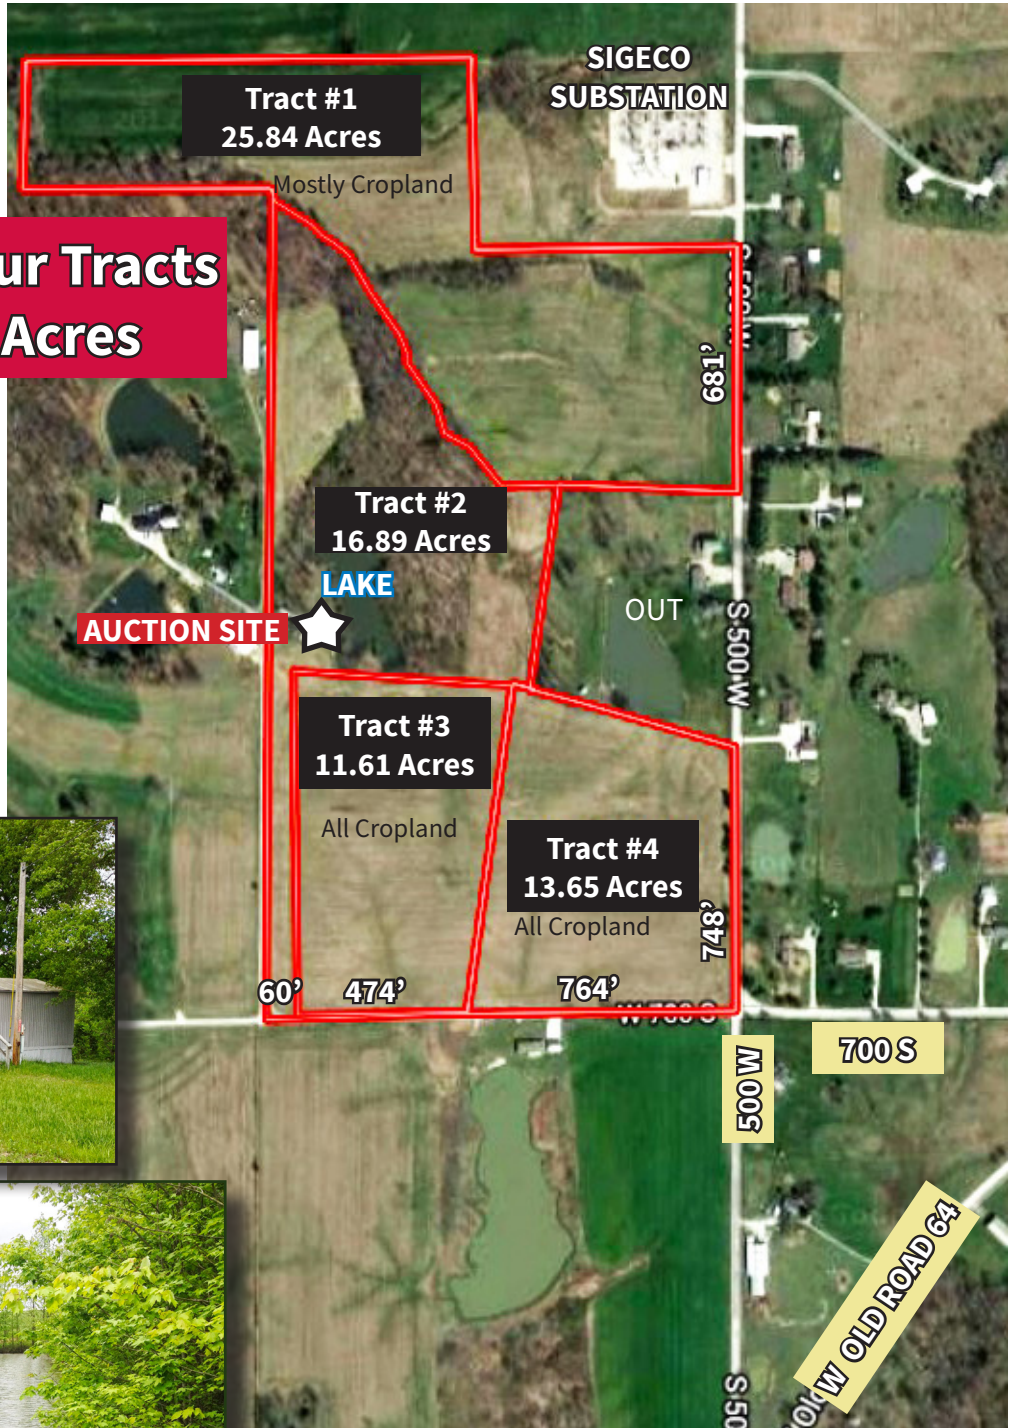 SIGECO
SUBSTATION
Tract #1
25.84 Acres
Mostly Cropland
ur Tracts
Acres
681’
Tract #2
16.89 Acres
LAKE
AUCTION SITE
OUT
S 500 W
Tract #3
11.61 Acres
All Cropland
Tract #4
13.65 Acres
All Cropland
748’
60’
474’
764’
700 S
500 W
W OLD ROAD 64
S 50